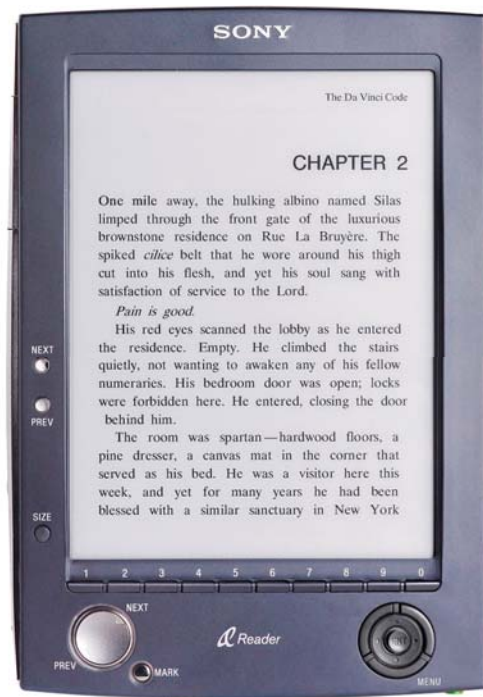 SONY
The Da Vinci Code
CHAPTER 2
One mile away, the hulking albino named Silas
limped through the front gate of the luxurious
brownstone residence on Rue La Bruyère. The
spiked cilice belt that he wore around his thigh
cut into his flesh, and yet his soul sang with
satisfaction of service to the Lord.
Pain is good.
His red eyes scanned the lobby as he entered
the residence. Empty. He climbed the stairs
quietly, not wanting to awaken any of his fellow
numeraries. His bedroom door was open; locks
were forbidden here. He entered, closing the door
behind him.
The room was spartan—hardwood floors, a
pine dresser, a canvas mat in the corner that
served as his bed. He was a visitor here this
week, and yet for many years he had been
blessed with a similar sanctuary in New York
NEXT
PREV
SIZE
1 2 3 4 5 6 7 8 9 0
NEXT
PREV
MARK
Reader
MENU